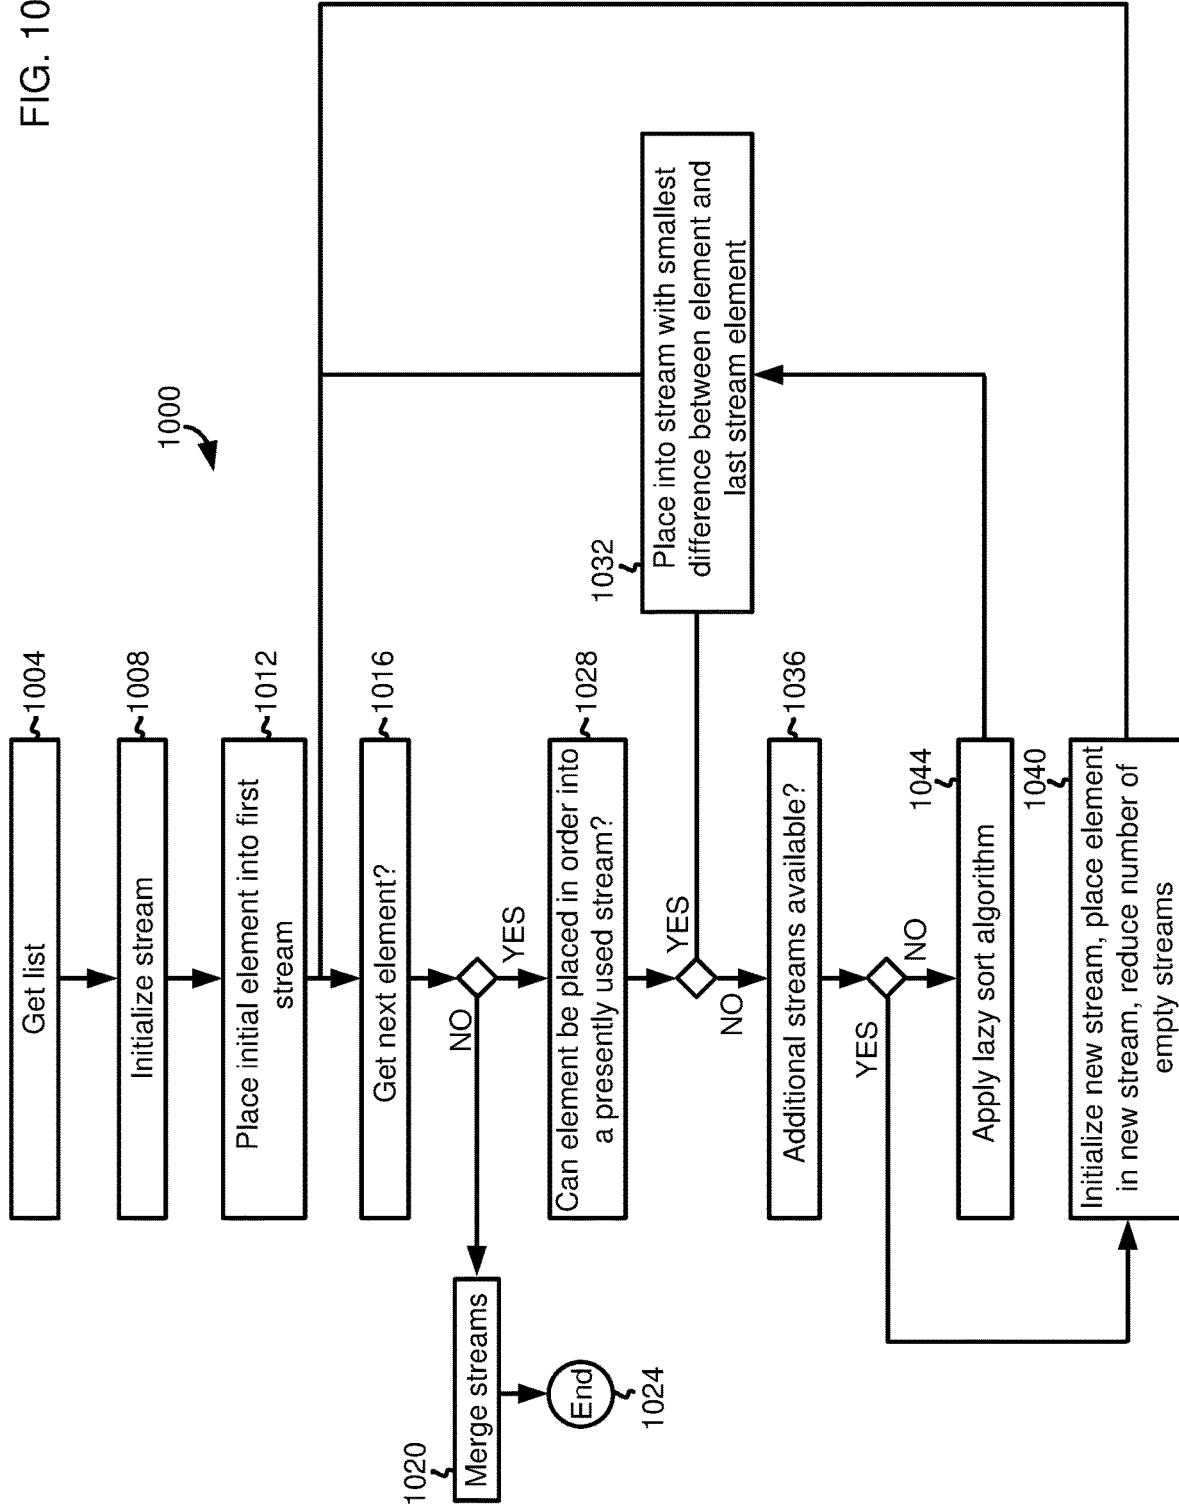 FIG. 10
1000
Get list
1004
Initialize stream
1008
Place initial element into first
stream
1012
Get next element?
1016
NO
YES
Merge streams
1020
End
1024
Can element be placed in order into
a presently used stream?
1028
YES
NO
Place into stream with smallest
difference between element and
last stream element
1032
Additional streams available?
1036
YES
NO
Apply lazy sort algorithm
1044
Initialize new stream, place element
in new stream, reduce number of
empty streams
1040